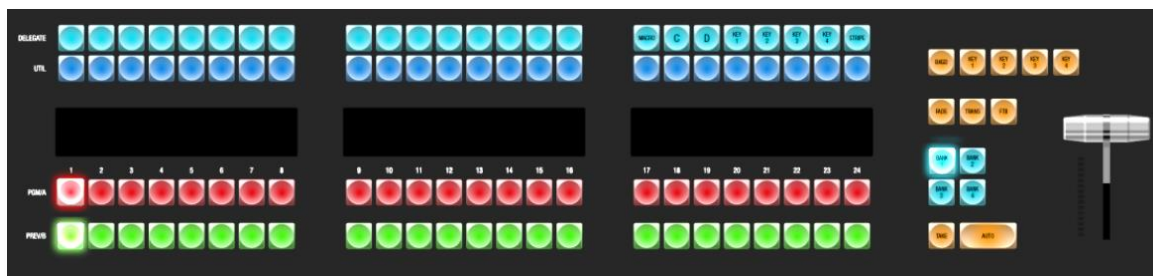 DELEGATE
MACRO C D KEY 1 KEY 2 KEY 3 KEY 4
UTIL
BKGD KEY 1 KEY 2 KEY 3 KEY 4
FADE TRANS FTB
1 2 3 4 5 6 7 8 9 10 11 12 13 14 15 16 17 18 19 20 21 22 23 24
BANK 1 BANK 2
PGM/A
BANK 3 BANK 4
PREV/B
TAKE AUTO